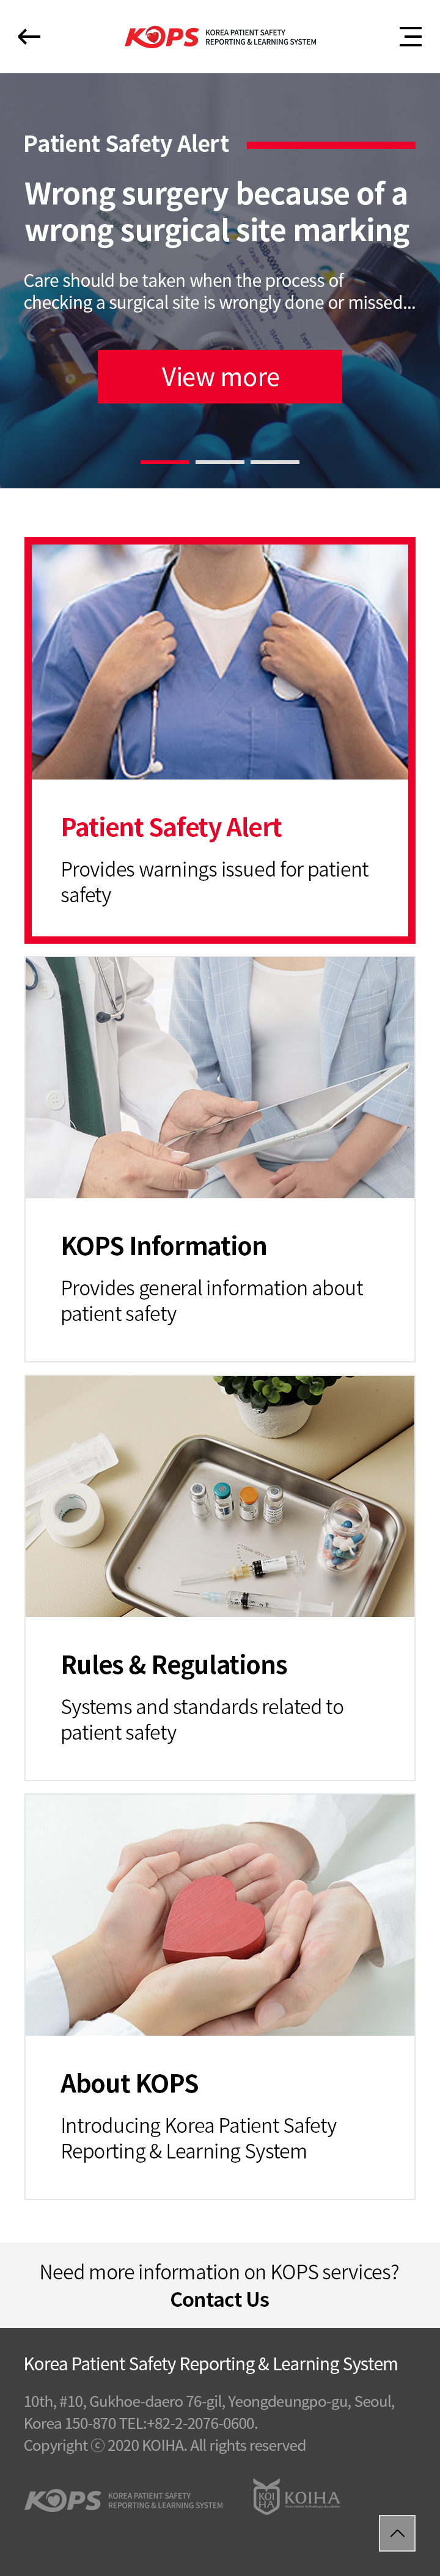 KOPS KOREA PATIENT SAFETY
REPORTING & LEARNING SYSTEM
Patient Safety Alert
Wrong surgery because of a
wrong surgical site marking
Care should be taken when the process of
checking a surgical site is wrongly done or missed...
View more
Patient Safety Alert
Provides warnings issued for patient
safety
KOPS Information
Provides general information about
patient safety
Rules & Regulations
Systems and standards related to
patient safety
About KOPS
Introducing Korea Patient Safety
Reporting & Learning System
Need more information on KOPS services?
Contact Us
Korea Patient Safety Reporting & Learning System
10th, #10, Gukhoe-daero 76-gil, Yeongdeungpo-gu, Seoul,
Korea 150-870 TEL:+82-2-2076-0600.
Copyright ⓒ 2020 KOIHA. All rights reserved
KOPS KOREA PATIENT SAFETY
REPORTING & LEARNING SYSTEM
KOI
HA
KOIHA